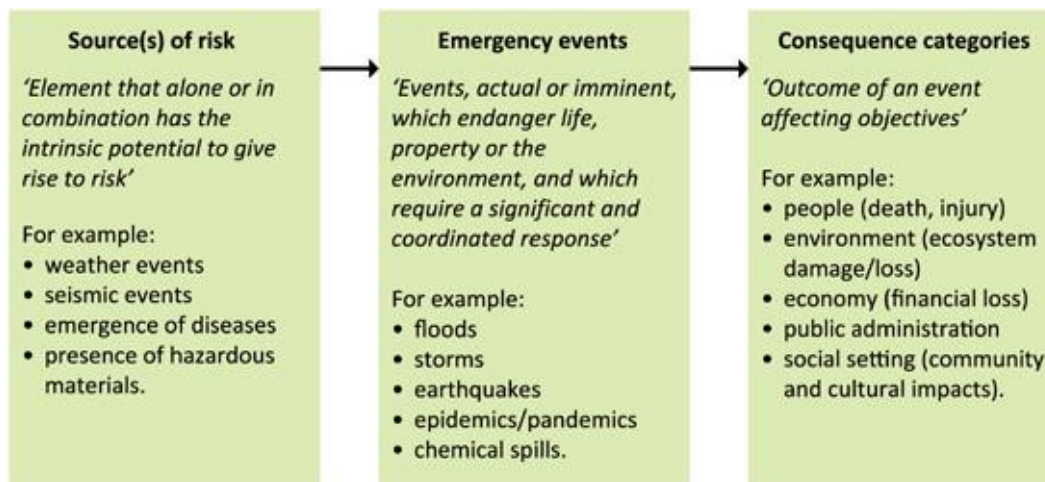 Source(s) of risk
‘Element that alone or in
combination has the
intrinsic potential to give
rise to risk’
For example:
• weather events
• seismic events
• emergence of diseases
• presence of hazardous
materials.
Emergency events
‘Events, actual or imminent,
which endanger life,
property or the
environment, and which
require a significant and
coordinated response’
For example:
• floods
• storms
• earthquakes
• epidemics/pandemics
• chemical spills.
Consequence categories
‘Outcome of an event
affecting objectives’
For example:
• people (death, injury)
• environment (ecosystem
damage/loss)
• economy (financial loss)
• public administration
• social setting (community
and cultural impacts).